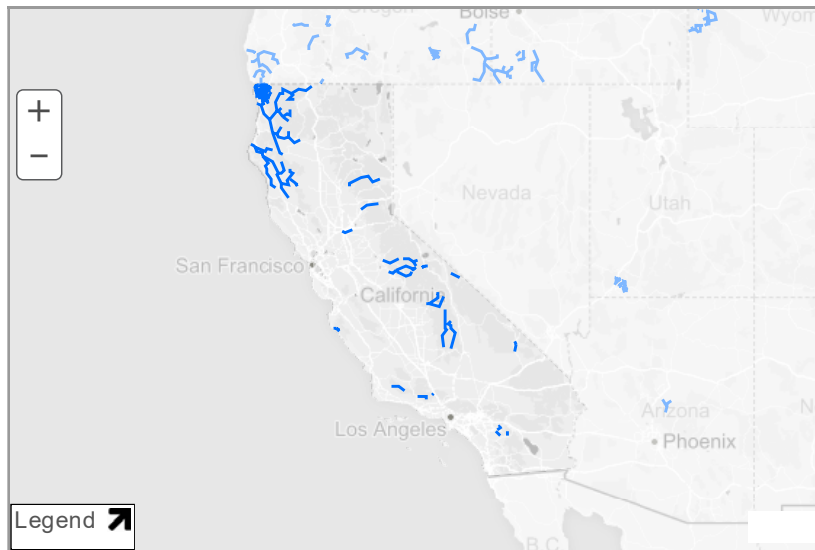 Oregon
Boise
Wyom
+
−
Nevada
Utah
San Francisco
California
Arizona
N
Los Angeles
Phoenix
Legend
B.C.